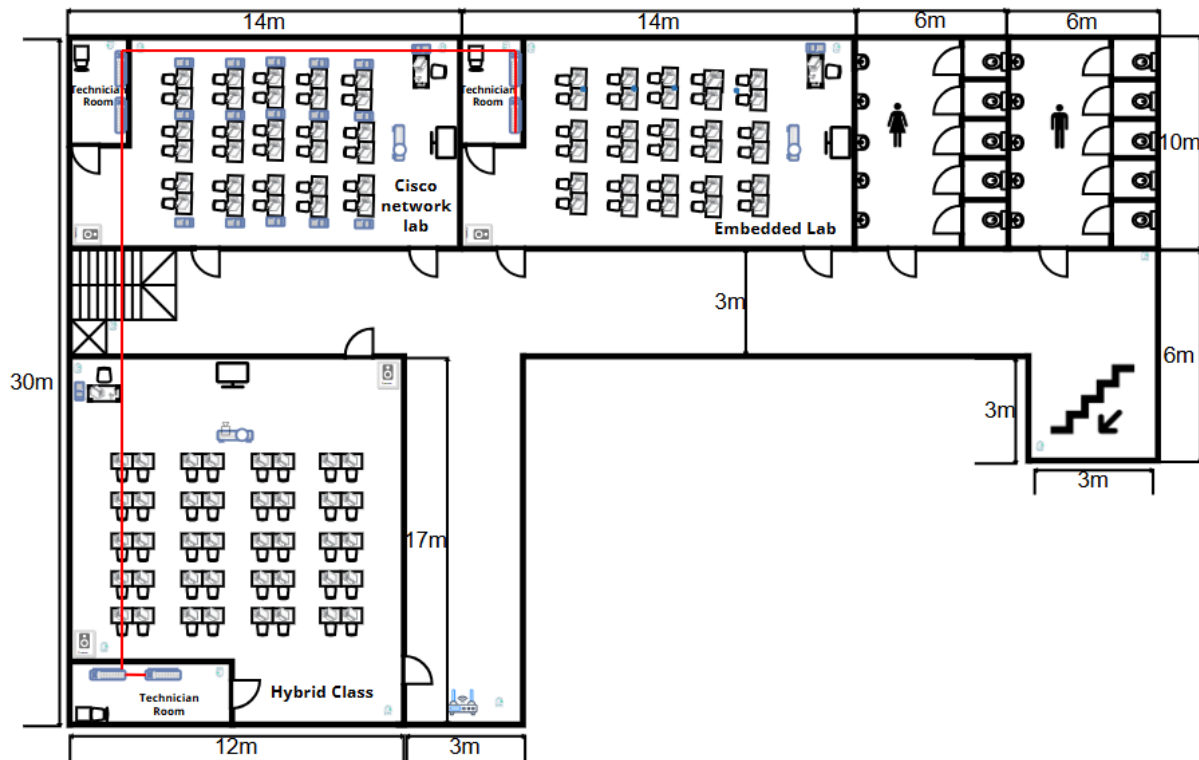 14m
14m
6m
6m
Technician
Room
Technician
Room
10m
Cisco
network
lab
Embedded Lab
3m
30m
6m
3m
3m
17m
Technician
Room
Hybrid Class
12m
3m